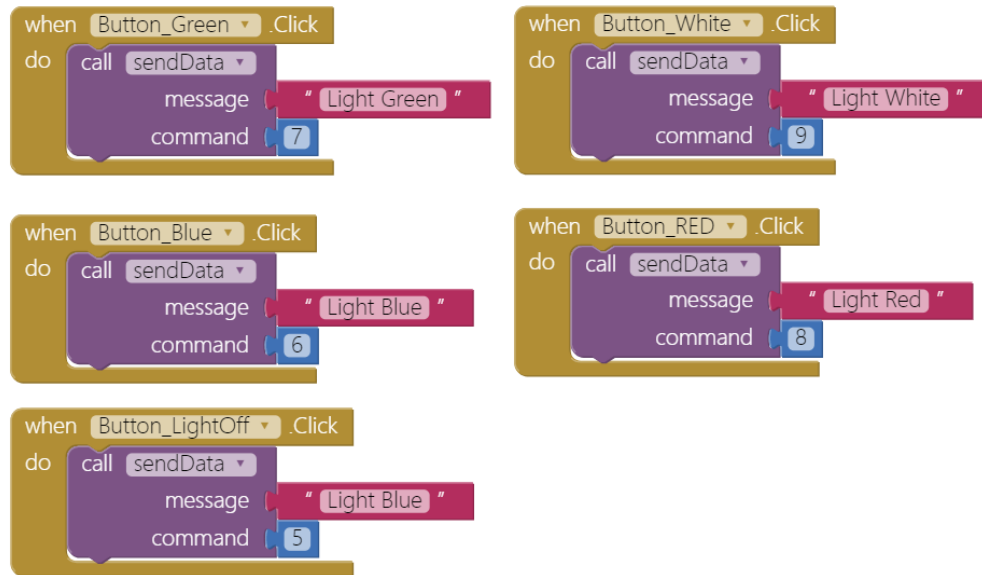 when Button_Green .Click
do call sendData
message " Light Green "
command 7
when Button_White .Click
do call sendData
message " Light White "
command 9
when Button_Blue .Click
do call sendData
message " Light Blue "
command 6
when Button_RED .Click
do call sendData
message " Light Red "
command 8
when Button_LightOff .Click
do call sendData
message " Light Blue "
command 5